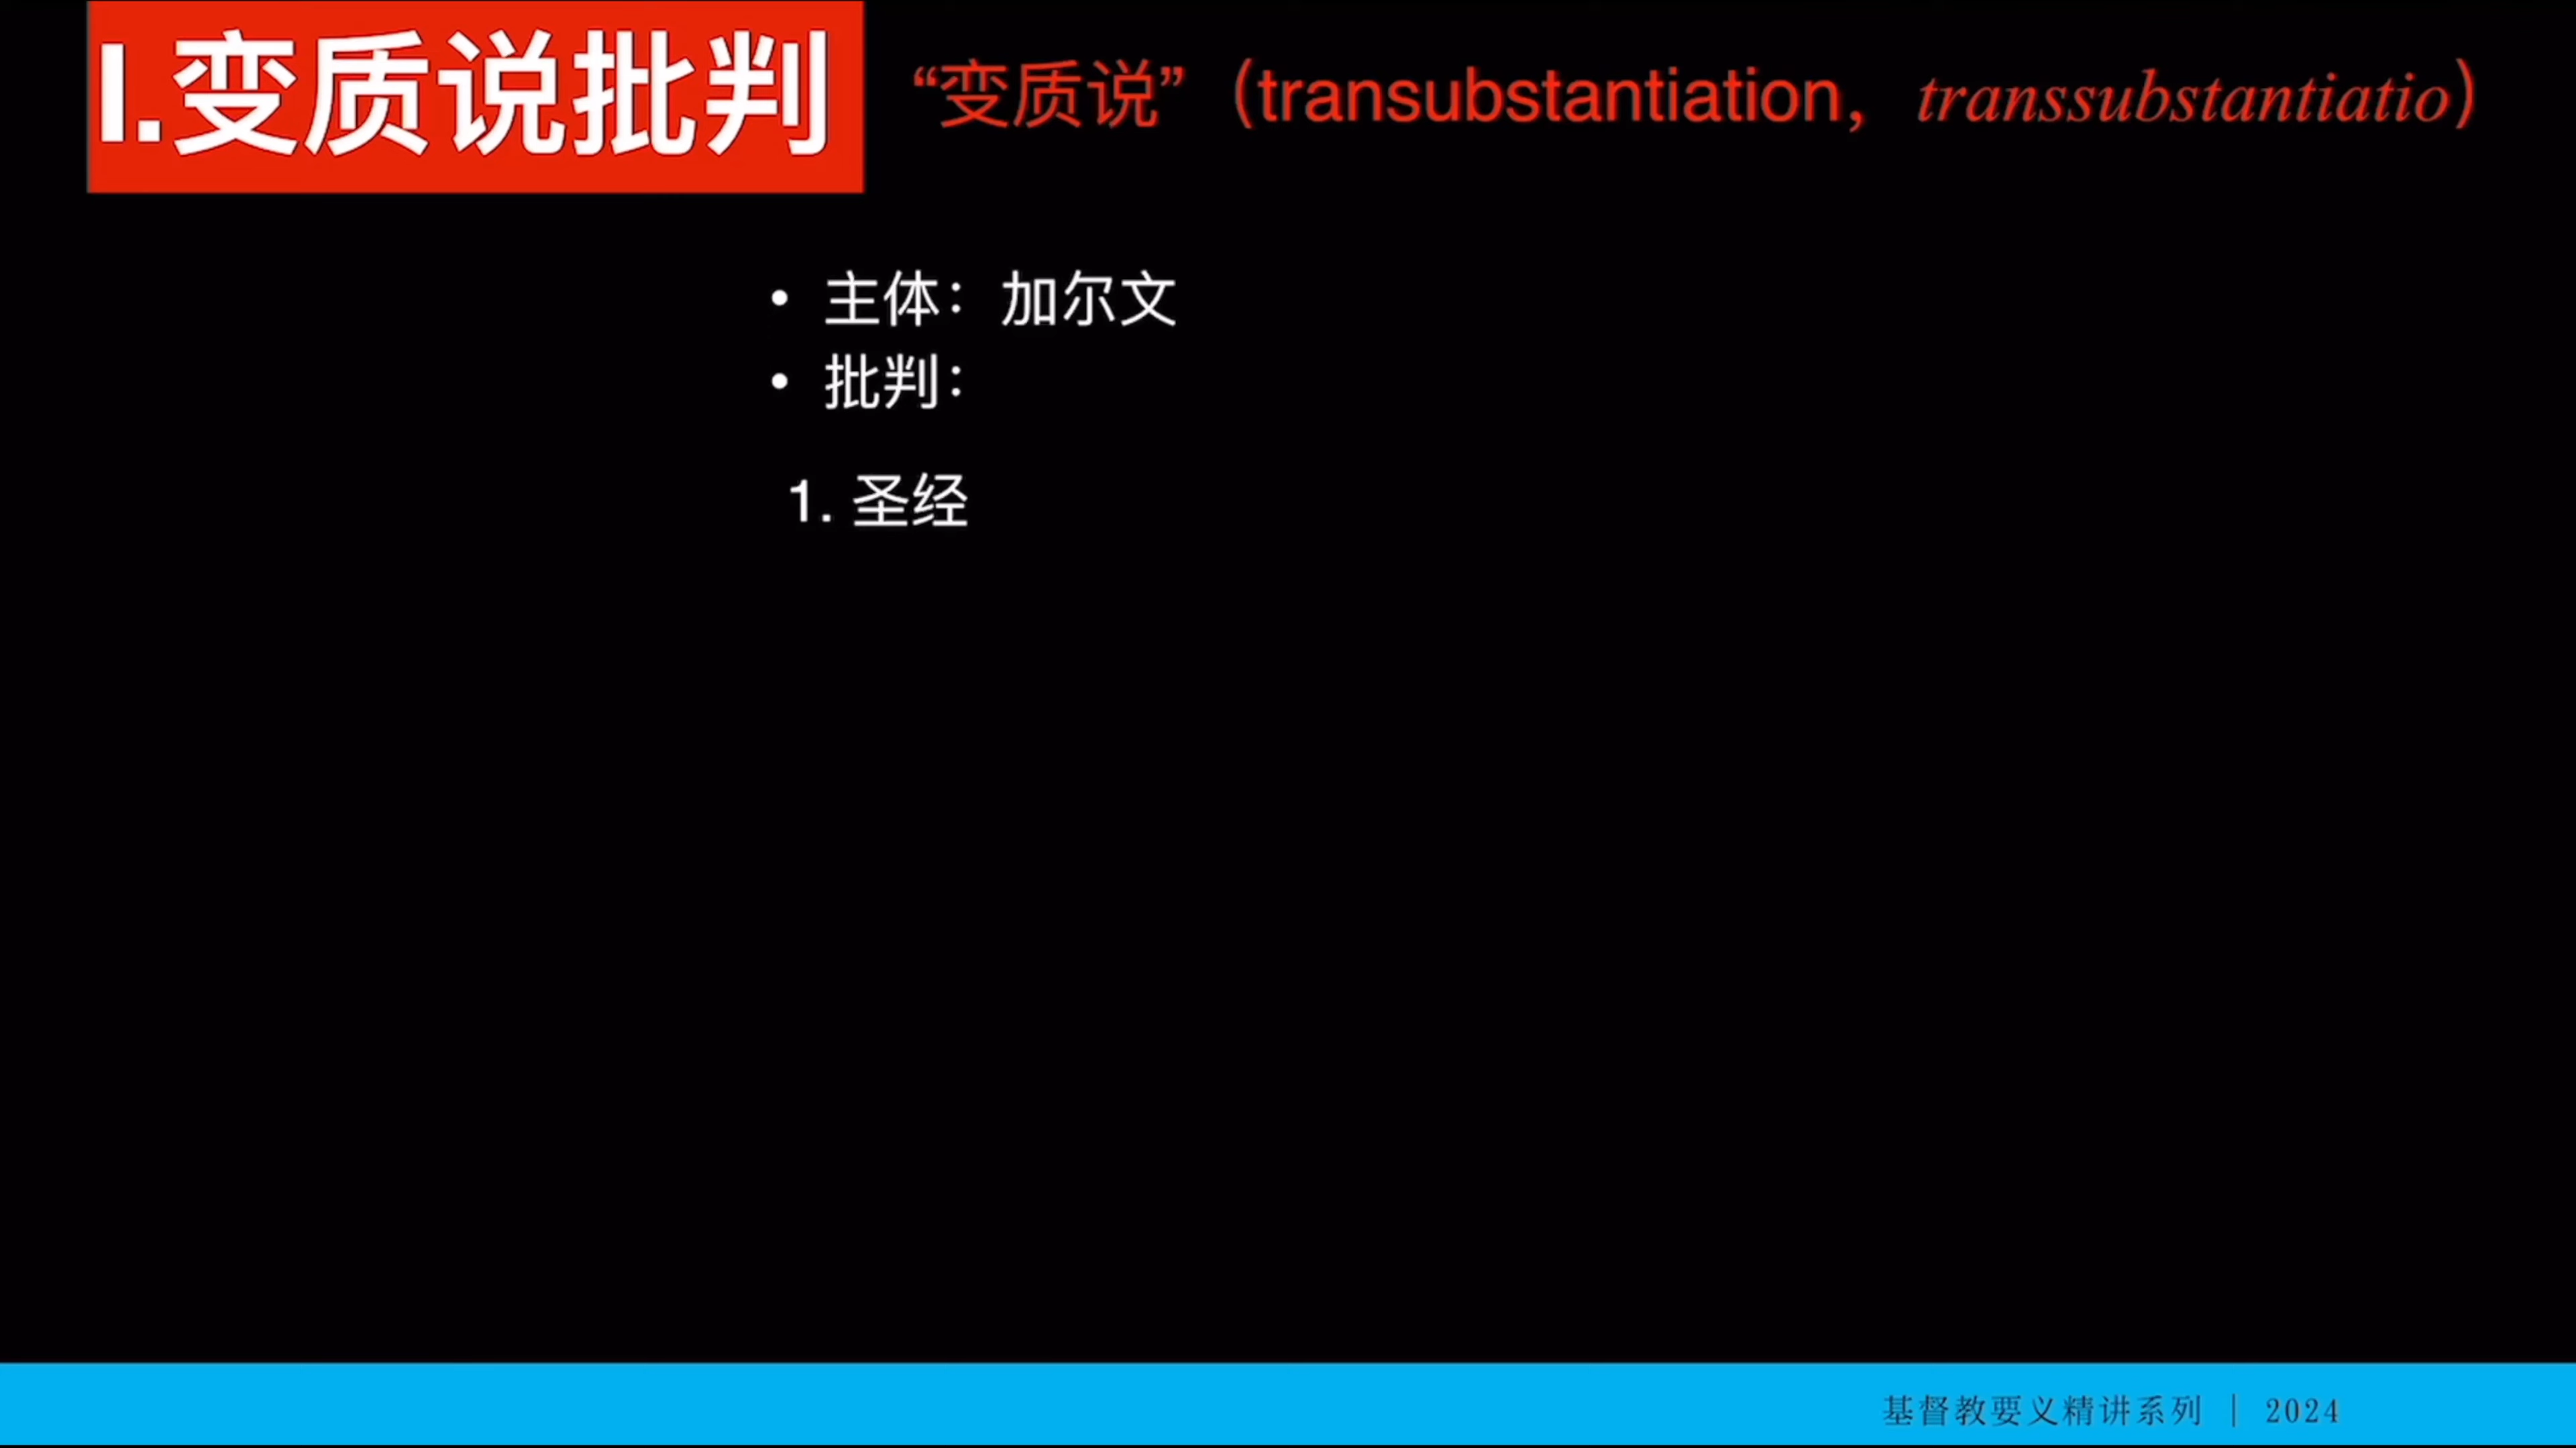 I.变质说批判
“变质说”（transubstantiation， transsubstantiatio）
• 主体：加尔文
• 批判：
1. 圣经
基督教要义精讲系列 | 2024